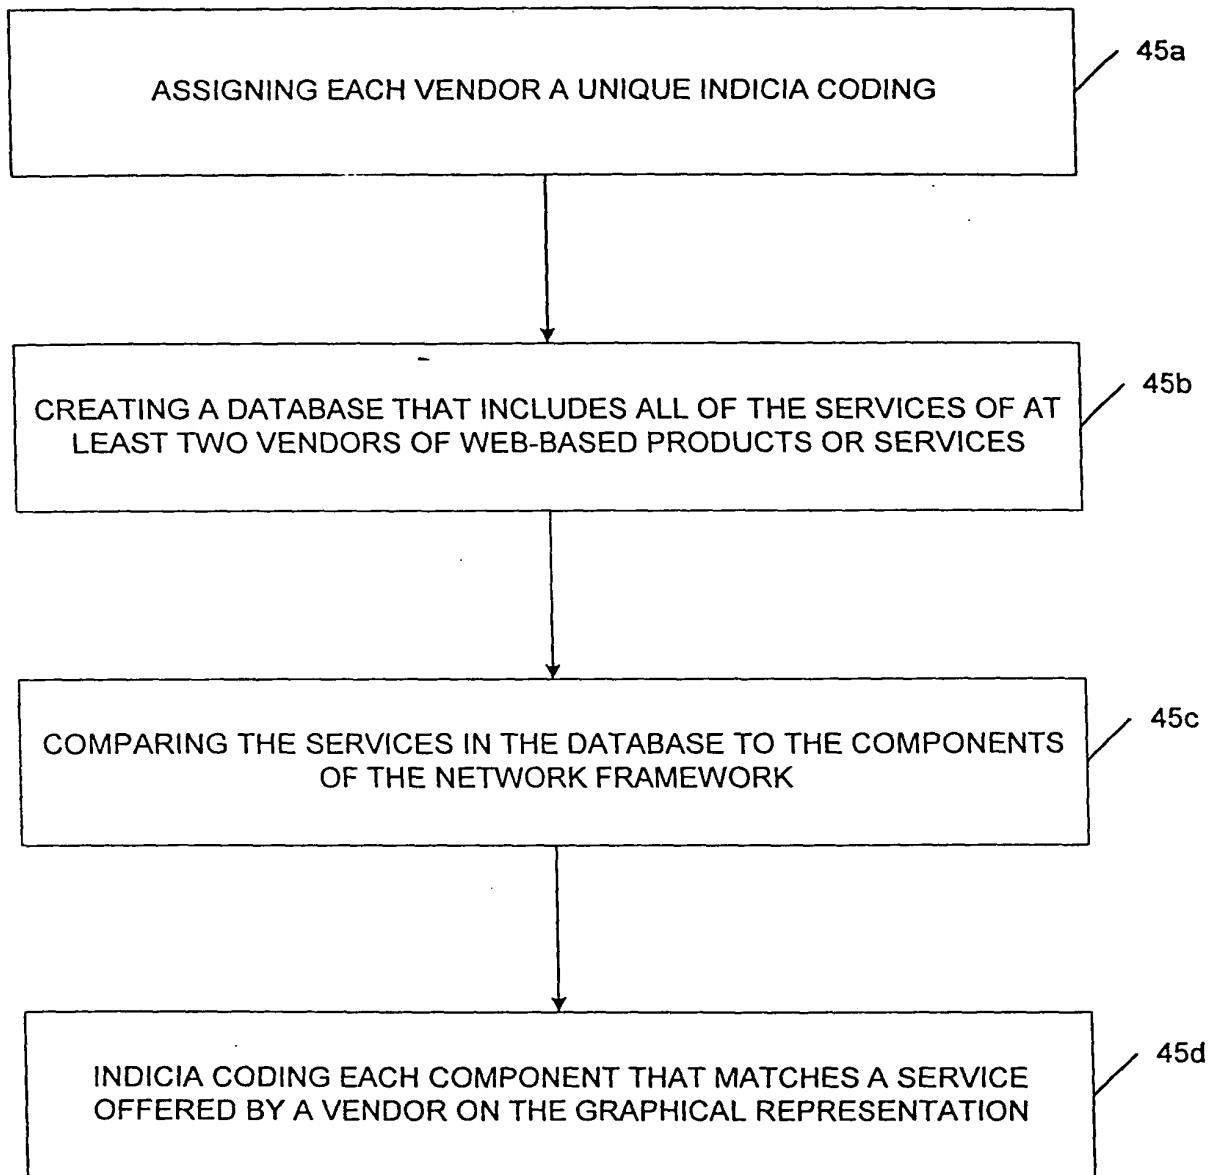 ASSIGNING EACH VENDOR A UNIQUE INDICIA CODING
45a
CREATING A DATABASE THAT INCLUDES ALL OF THE SERVICES OF AT
LEAST TWO VENDORS OF WEB-BASED PRODUCTS OR SERVICES
45b
COMPARING THE SERVICES IN THE DATABASE TO THE COMPONENTS
OF THE NETWORK FRAMEWORK
45c
INDICIA CODING EACH COMPONENT THAT MATCHES A SERVICE
OFFERED BY A VENDOR ON THE GRAPHICAL REPRESENTATION
45d